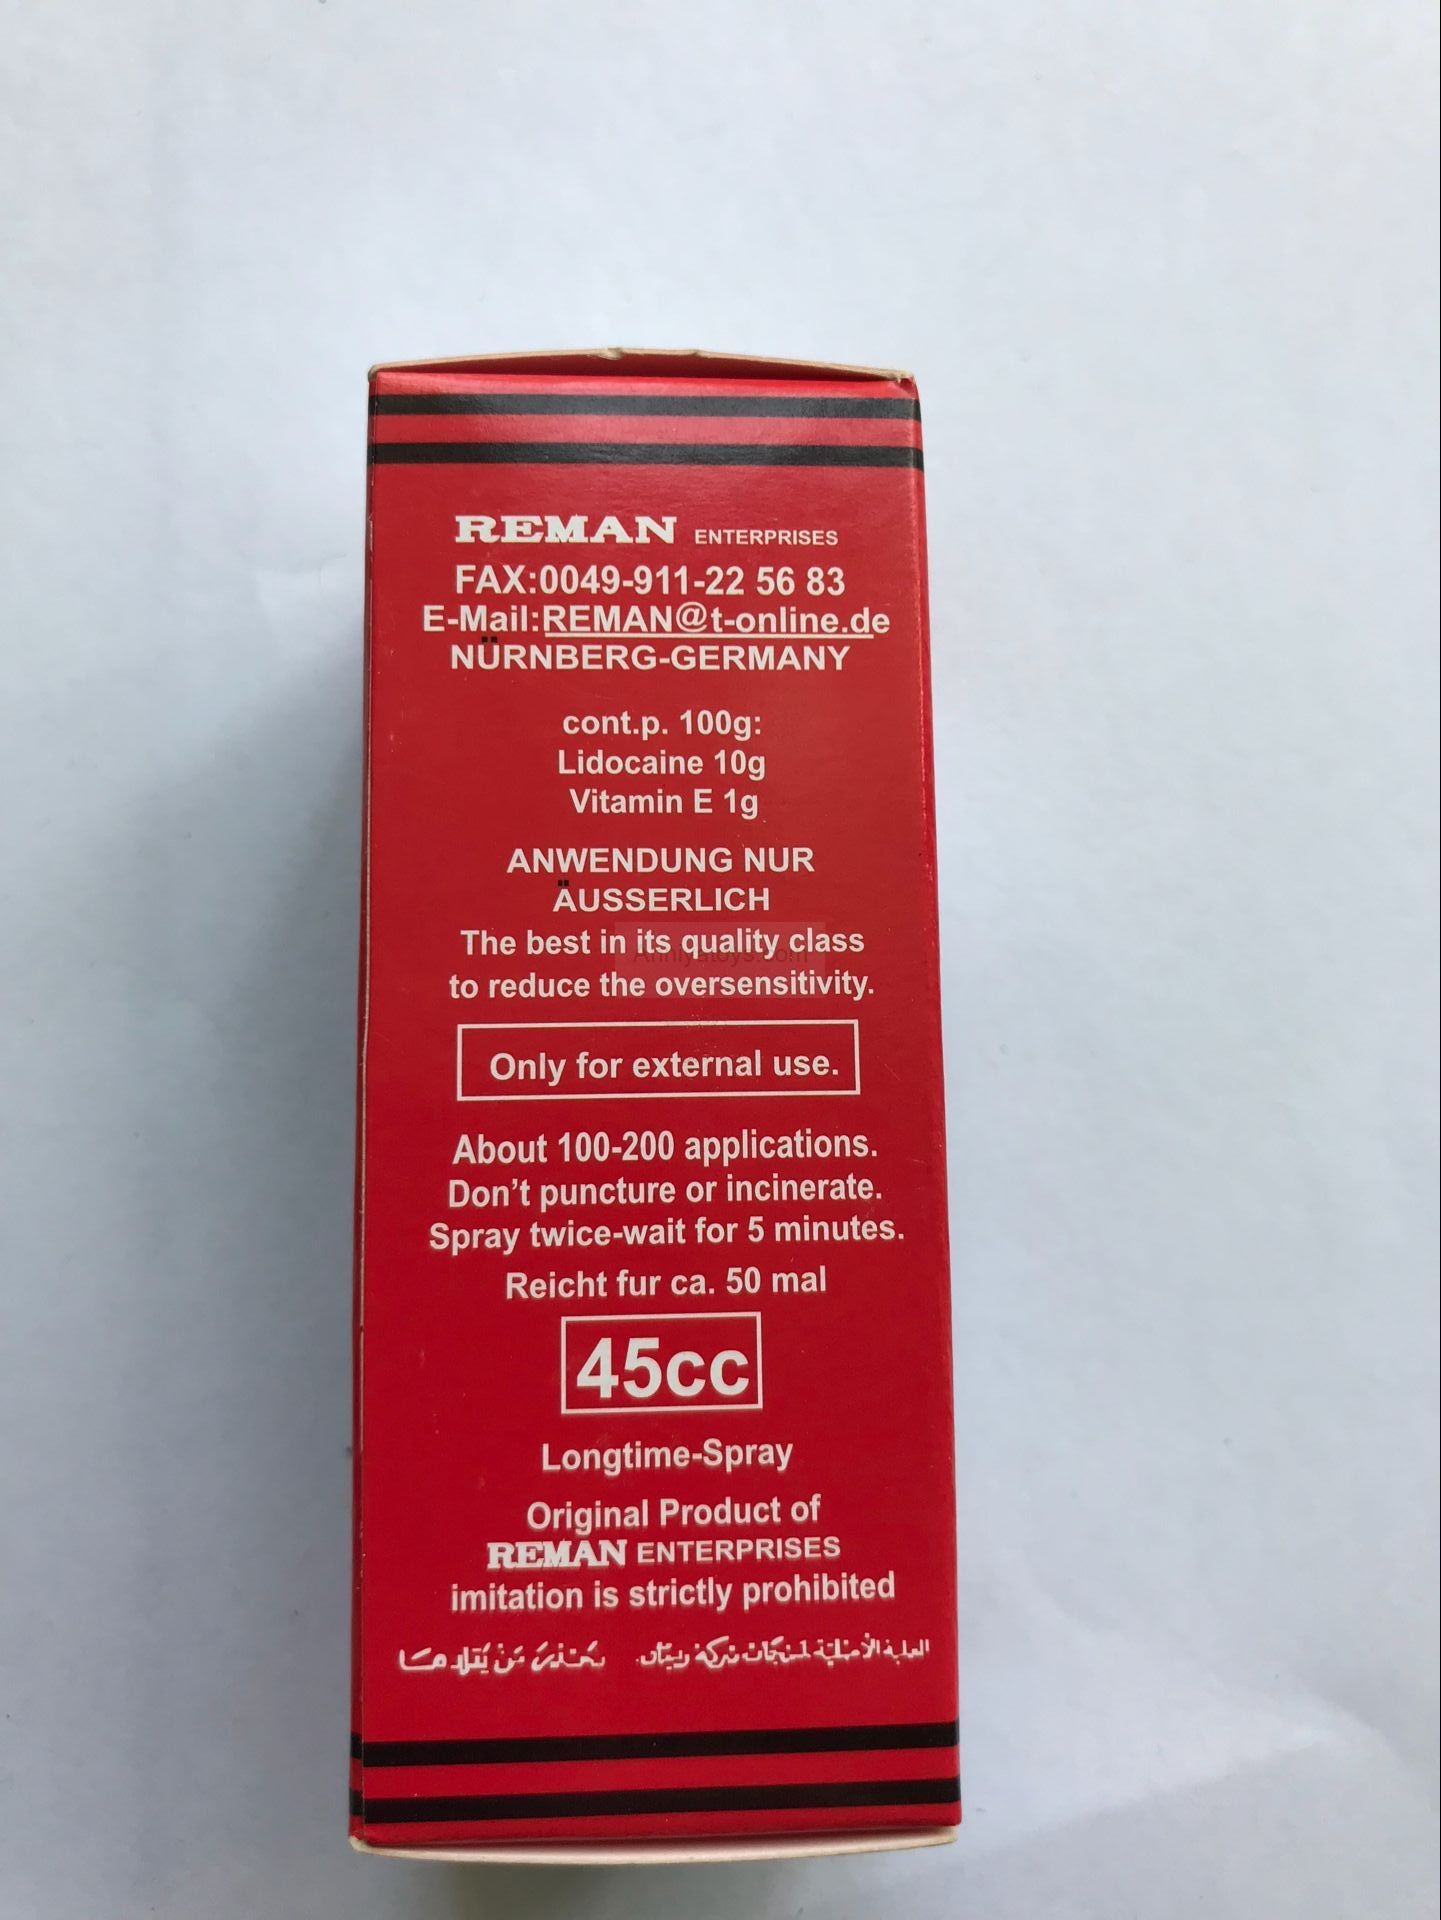 REMAN ENTERPRISES
FAX:0049-911-22 56 83
E-Mail:REMAN@t-online.de
NÜRNBERG-GERMANY
cont.p. 100g:
Lidocaine 10g
Vitamin E 1g
ANWENDUNG NUR
ÄUSSERLICH
The best in its quality class
to reduce the oversensitivity.
Only for external use.
About 100-200 applications.
Don't puncture or incinerate.
Spray twice-wait for 5 minutes.
Reicht fur ca. 50 mal
45cc
Longtime-Spray
Original Product of
REMAN ENTERPRISES
imitation is strictly prohibited